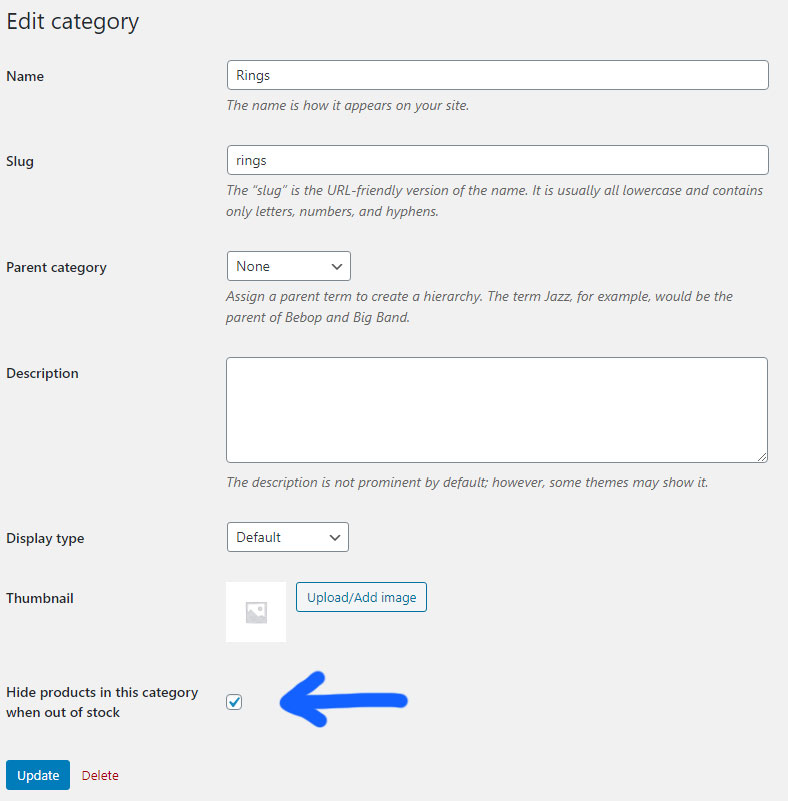 Edit category
Name
Rings
The name is how it appears on your site.
Slug
rings
The “slug” is the URL-friendly version of the name. It is usually all lowercase and contains
only letters, numbers, and hyphens.
Parent category
None
Assign a parent term to create a hierarchy. The term Jazz, for example, would be the
parent of Bebop and Big Band.
Description
The description is not prominent by default; however, some themes may show it.
Display type
Default
Thumbnail
Upload/Add image
Hide products in this category
when out of stock
Update
Delete